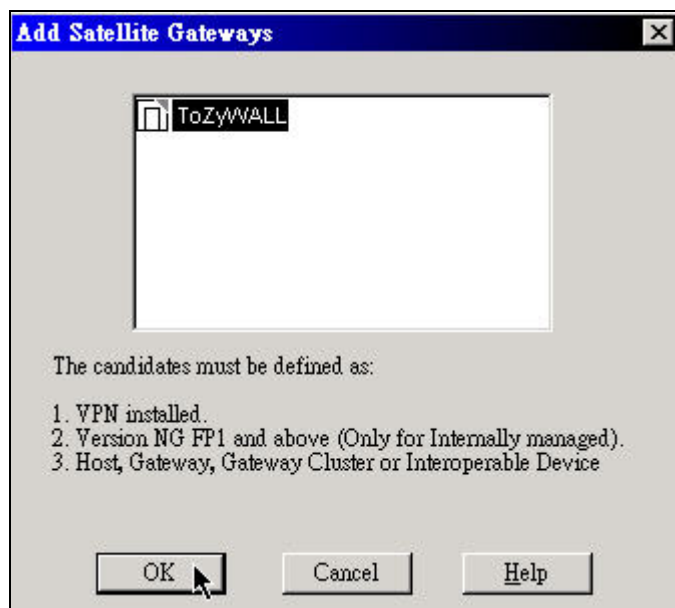 Add Satellite Gateways
ToZyWALL
The candidates must be defined as:
1. VPN installed.
2. Version NG FP1 and above (Only for Internally managed).
3. Host, Gateway, Gateway Cluster or Interoperable Device
OK
Cancel
Help